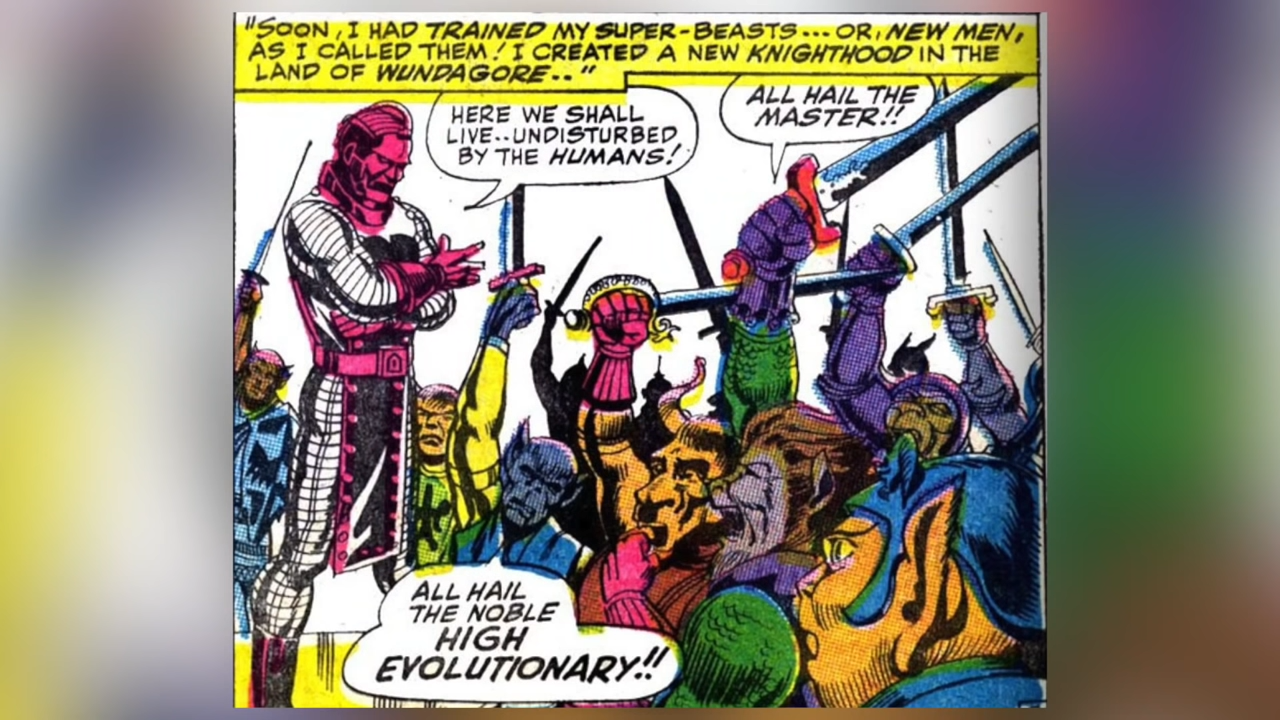 "SOON, I HAD TRAINED MY SUPER-BEASTS... OR, NEW MEN,
AS I CALLED THEM! I CREATED A NEW KNIGHTHOOD IN THE
LAND OF WUNDAGORE.."
HERE WE SHALL
LIVE..UNDISTURBED
BY THE HUMANS!
ALL HAIL THE
MASTER!!
ALL HAIL
THE NOBLE
HIGH
EVOLUTIONARY!!